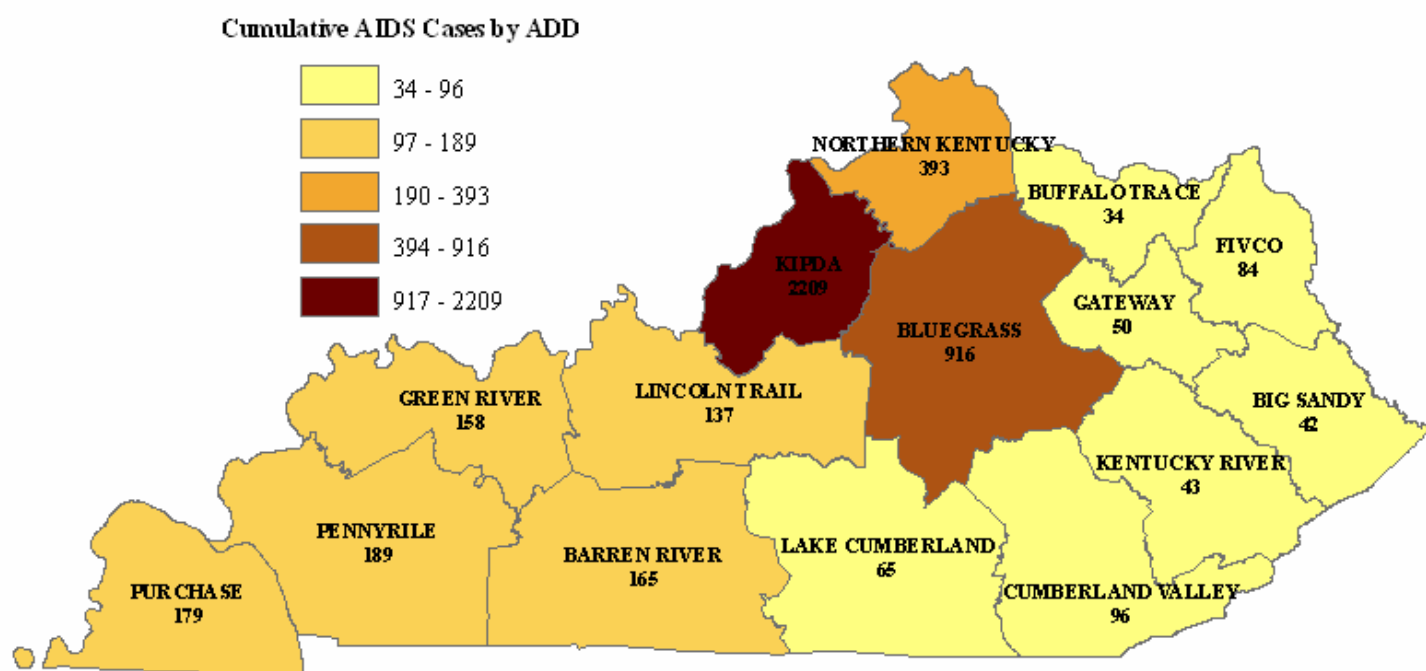 Cumulative AIDS Cases by ADD
34 - 96
97 - 189
190 - 393
394 - 916
917 - 2209
NORTHERN KENTUCKY
393
BUFFALO TRACE
34
FIVCO
84
KIPDA
2209
GATEWAY
50
BLUEGRASS
916
GREEN RIVER
158
LINCOLN TRAIL
137
BIG SANDY
42
KENTUCKY RIVER
43
PENNYRILE
189
BARREN RIVER
165
LAKE CUMBERLAND
65
PURCHASE
179
CUMBERLAND VALLEY
96